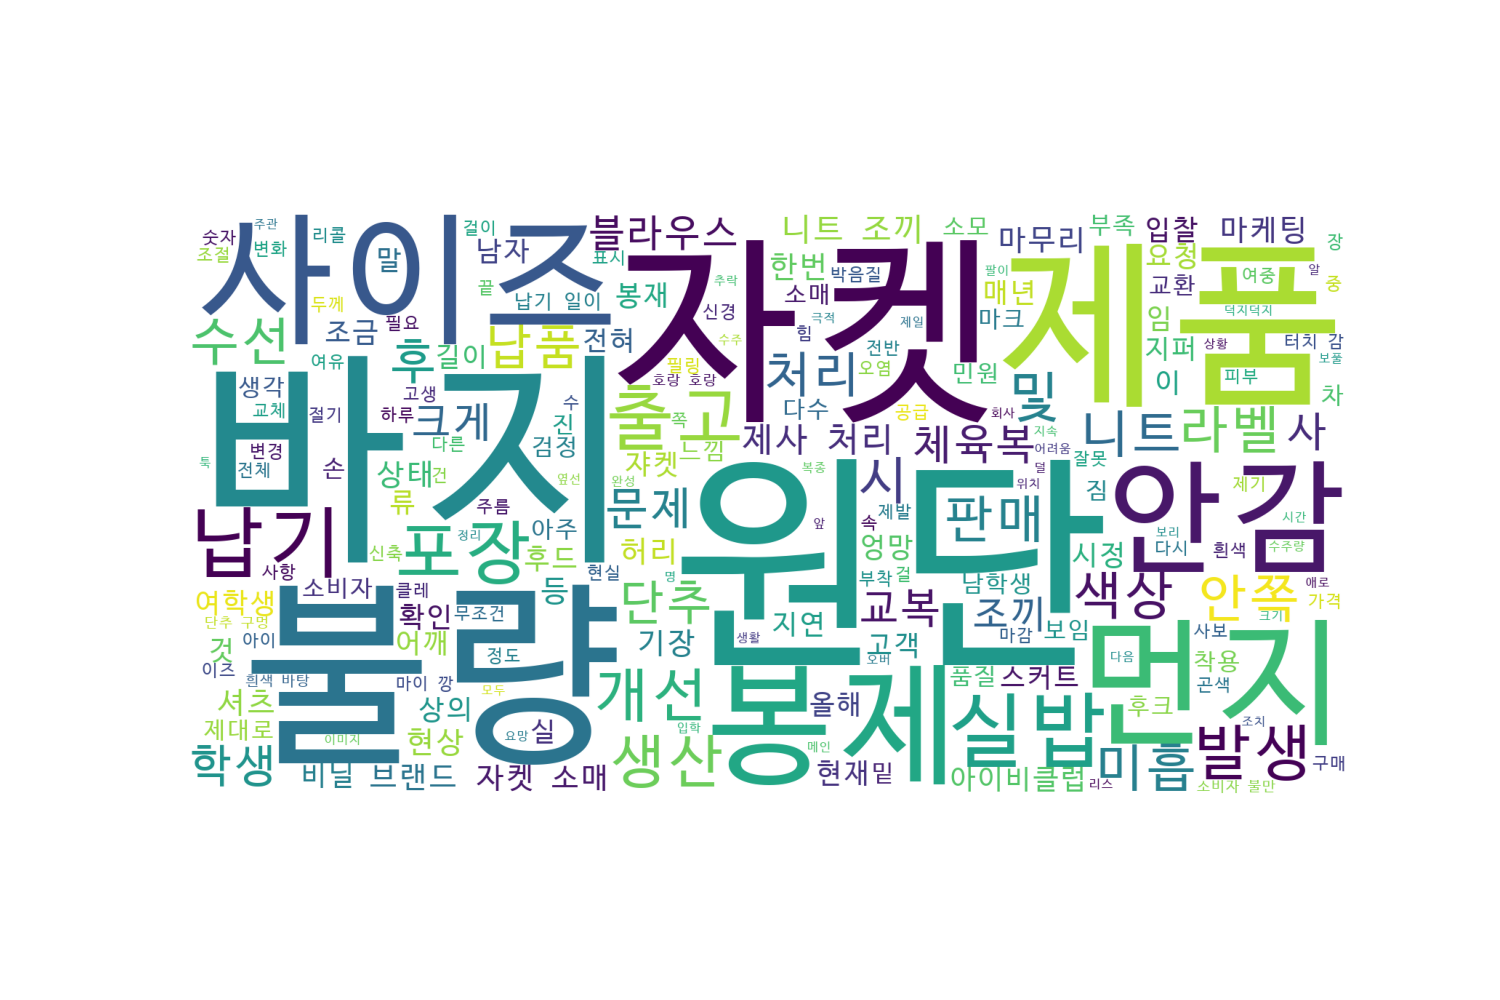 주관
숫자
변화
리콜
걸이
조절
말
남자
사이즈
블라우스
표시
끝
납기 일이
봉재
두께
조금
필요
수선
납품
전혀
후
길이
여유
생각
고생
교체
절기
하루
크게
변경
다른
수
진
검정
툭
전체
손
상태
건
바지
류
주름
니트 조끼
소모
마무리
부족
입찰
마케팅
장
한번
박음질
팔이
요청
여중
알
중
추락
소매
매년
교환
신경
극적
제일
마크
임
덕지덕지
힘
수주
전반
지퍼
상황
터치 감
보풀
필링
처리
오염
민원
이
피부
차
호랑 호랑
자켓
제품
출고
쪽
다수
공급
회사
및
제사 처리
체육복
지속
어려움
니트
라벨
사
느낌
쟈켓
복종
시
덜
잘못
옆선
완성
위치
짐
제기
문제
판매
안감
앞
속
제발
원단
납기
아주
정리
신축
포장
후드
허리
엉망
시정
보리
다시
시간
흰색
수주량
사항
현실
명
부착
걸
소비자
클레
등
단추
남학생
색상
안쪽
애로
가격
여학생
확인
무조건
지연
교복
조끼
단추 구멍
어깨
기장
생활
고객
마감
보임
사보
크기
것
아이
정도
오버
다음
이즈
흰색 바탕
마이 깡
불량
모두
개선
품질
스커트
먼지
착용
곤색
셔츠
상의
올해
후크
제대로
이미지
현상
요망
실
입학
메인
봉제
실밥
조치
학생
비닐 브랜드
자켓 소매
생산
현재밑
아이비클럽
리스
미흡
발생
구매
소비자 불만